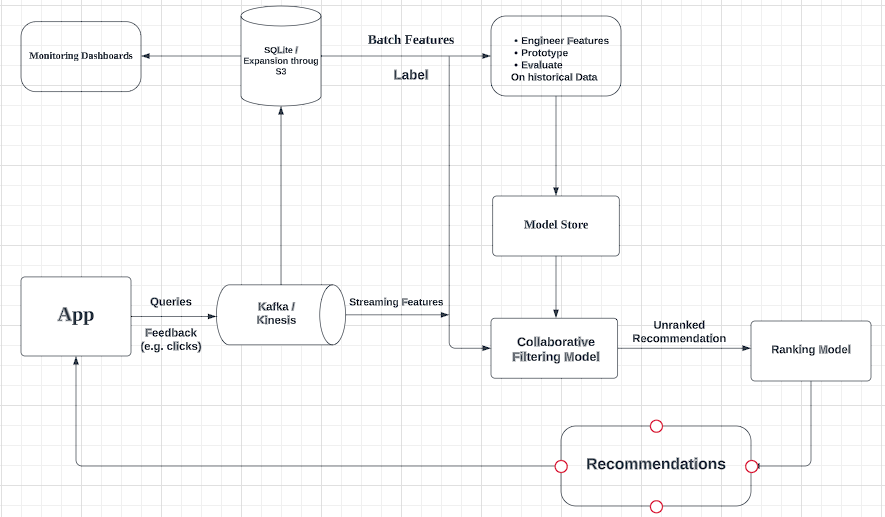 Monitoring Dashboards
SQLite /
Expansion throug
S3
Batch Features
Label
• Engineer Features
• Prototype
• Evaluate
On historical Data
Model Store
App
Queries
Feedback
(e.g. clicks)
Kafka /
Kinesis
Streaming Features
Collaborative
Filtering Model
Unranked
Recommendation
Ranking Model
Recommendations